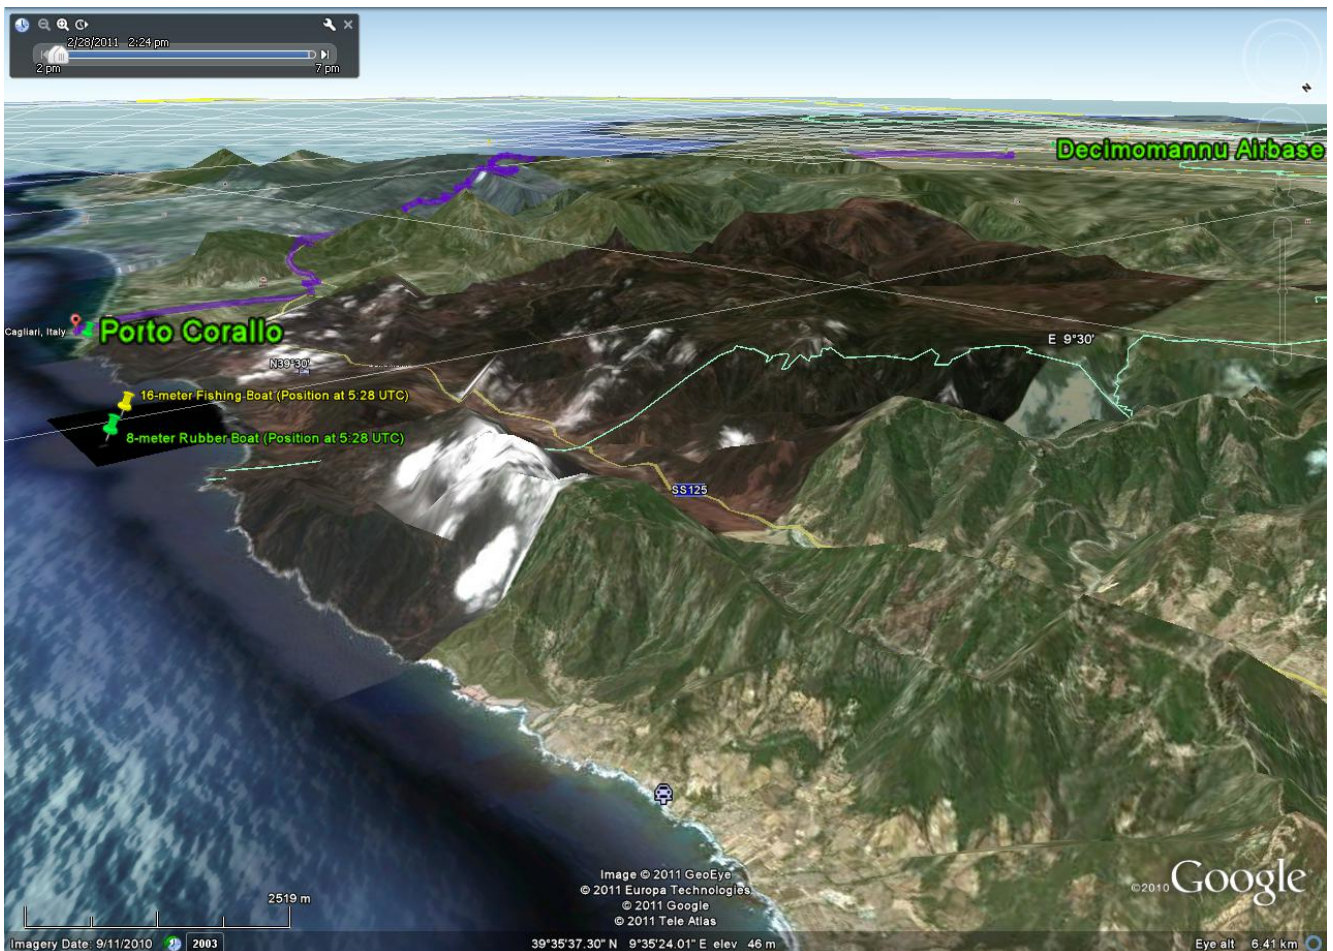 2/28/2011 2:24 pm
2 pm
7 pm
Decimomannu Airbase
Cagliari, Italy
Porto Corallo
E 9°30'
N39°30'
16-meter Fishing Boat (Position at 5:28 UTC)
8-meter Rubber Boat (Position at 5:28 UTC)
SS125
Image © 2011 GeoEye
© 2011 Europa Technologies
© 2011 Google
© 2011 Tele Atlas
©2010 Google
2519 m
Imagery Date: 9/11/2010 2003
39°35'37.30" N 9°35'24.01" E elev 46 m
Eye alt 6.41 km